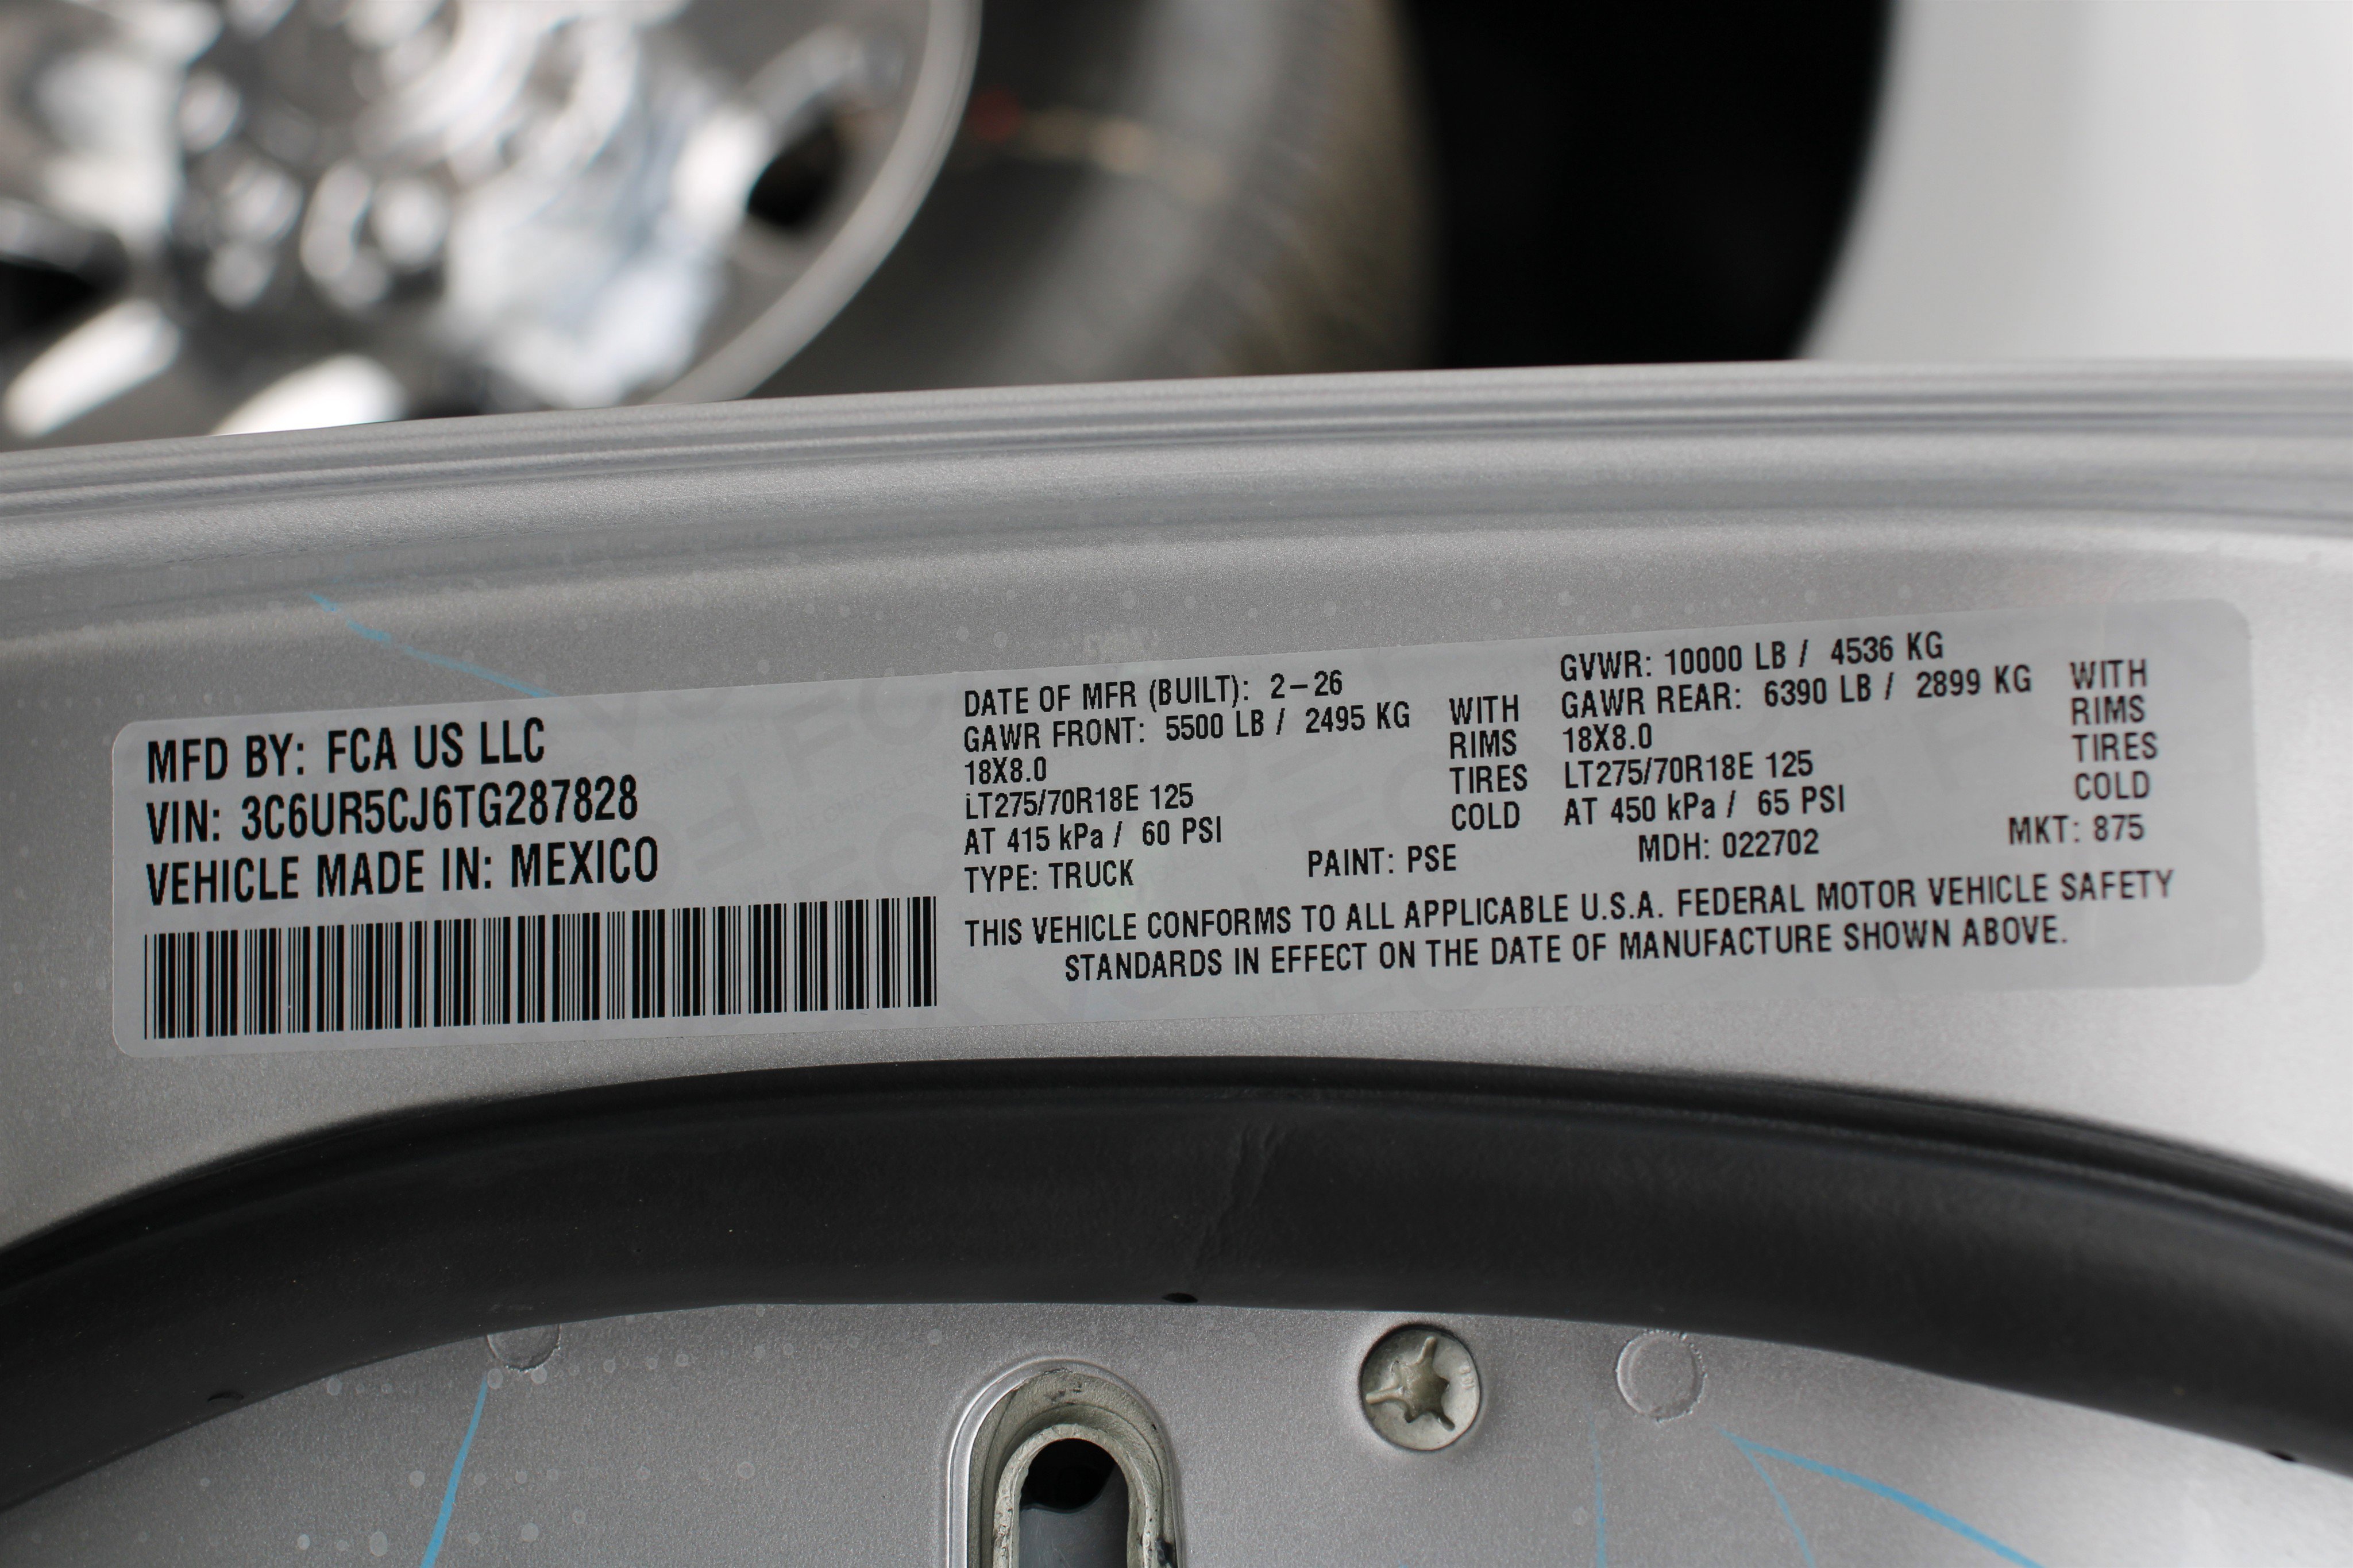 MFD BY: FCA US LLC
VIN: 3C6UR5CJ6TG287828
VEHICLE MADE IN: MEXICO
DATE OF MFR (BUILT): 2-26
GVWR: 10000 LB / 4536 KG
GAWR FRONT: 5500 LB / 2495 KG WITH
18X8.0 RIMS
LT275/70R18E 125 TIRES
AT 415 kPa / 60 PSI COLD
GAWR REAR: 6390 LB / 2899 KG WITH
18X8.0 RIMS
LT275/70R18E 125 TIRES
AT 450 kPa / 65 PSI COLD
TYPE: TRUCK PAINT: PSE MDH: 022702 MKT: 875
THIS VEHICLE CONFORMS TO ALL APPLICABLE U.S.A. FEDERAL MOTOR VEHICLE SAFETY
STANDARDS IN EFFECT ON THE DATE OF MANUFACTURE SHOWN ABOVE.